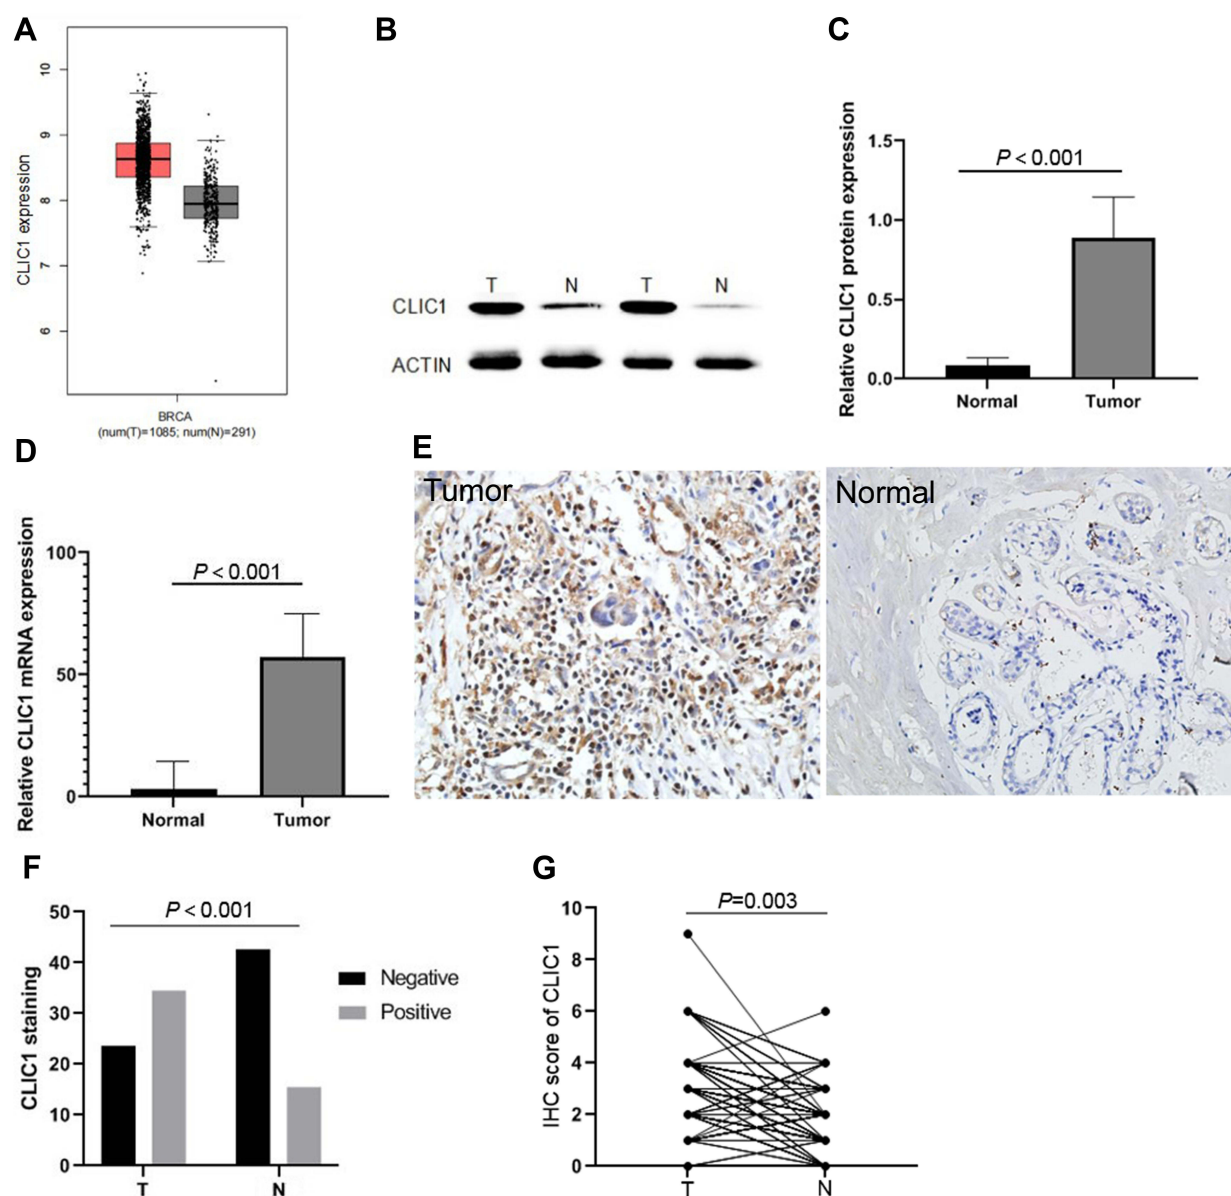 A
CLIC1 expression
10
9
8
7
6
BRCA
(num(T)=1085; num(N)=291)
B
T N T N
CLIC1
ACTIN
C
Relative CLIC1 protein expression
1.5
1.0
0.5
0.0
P < 0.001
Normal Tumor
D
Relative CLIC1 mRNA expression
100
50
0
P < 0.001
Normal Tumor
E
Tumor
Normal
F
CLIC1 staining
50
40
30
20
10
0
P < 0.001
T N
Negative
Positive
G
IHC score of CLIC1
10
8
6
4
2
0
P=0.003
T N